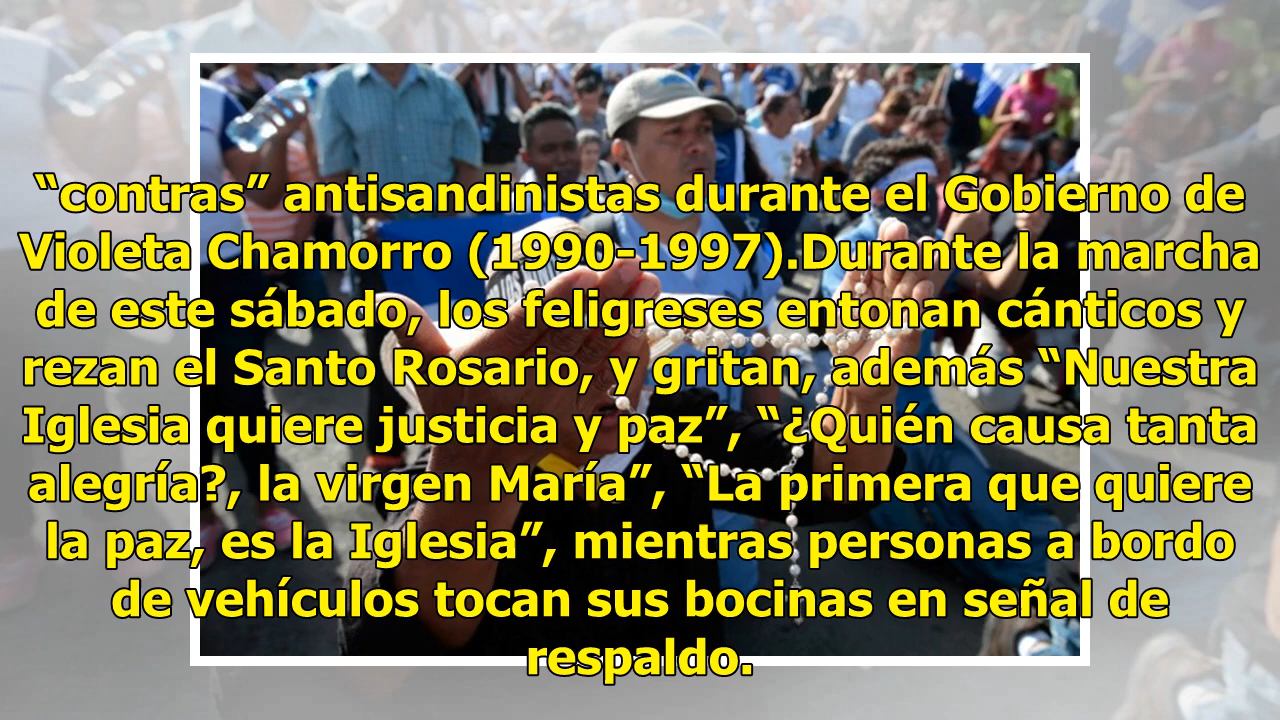 “contras” antisandinistas durante el Gobierno de
Violeta Chamorro (1990-1997).Durante la marcha
de este sábado, los feligreses entonan cánticos y
rezan el Santo Rosario, y gritan, además “Nuestra
Iglesia quiere justicia y paz”, “¿Quién causa tanta
alegría?, la virgen María”, “La primera que quiere
la paz, es la Iglesia”, mientras personas a bordo
de vehículos tocan sus bocinas en señal de
respaldo.